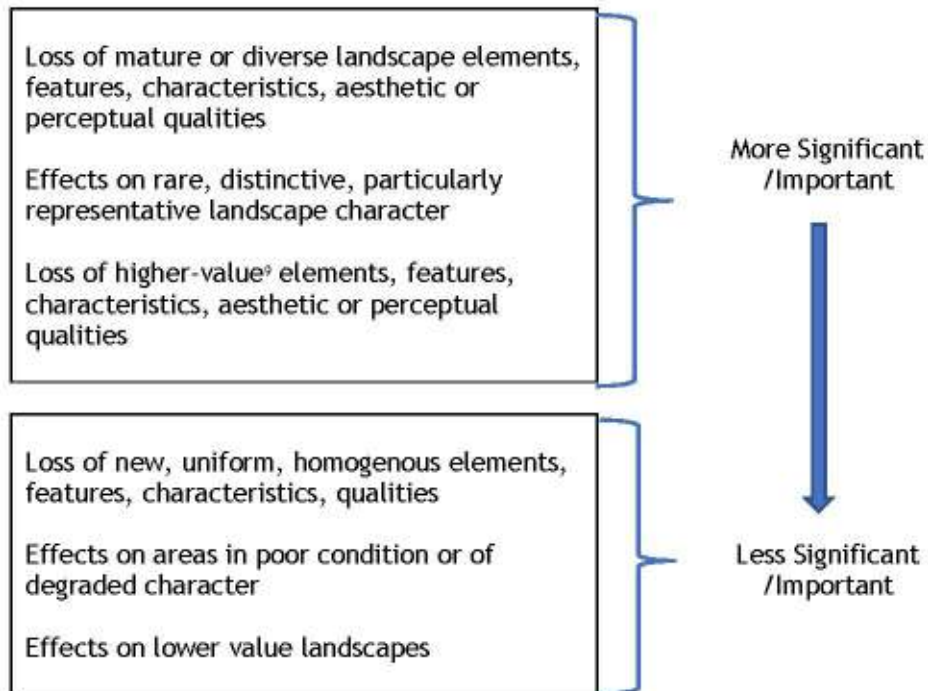 Loss of mature or diverse landscape elements,
features, characteristics, aesthetic or
perceptual qualities
Effects on rare, distinctive, particularly
representative landscape character
Loss of higher-value⁹ elements, features,
characteristics, aesthetic or perceptual
qualities
More Significant
/Important
Loss of new, uniform, homogenous elements,
features, characteristics, qualities
Effects on areas in poor condition or of
degraded character
Effects on lower value landscapes
Less Significant
/Important